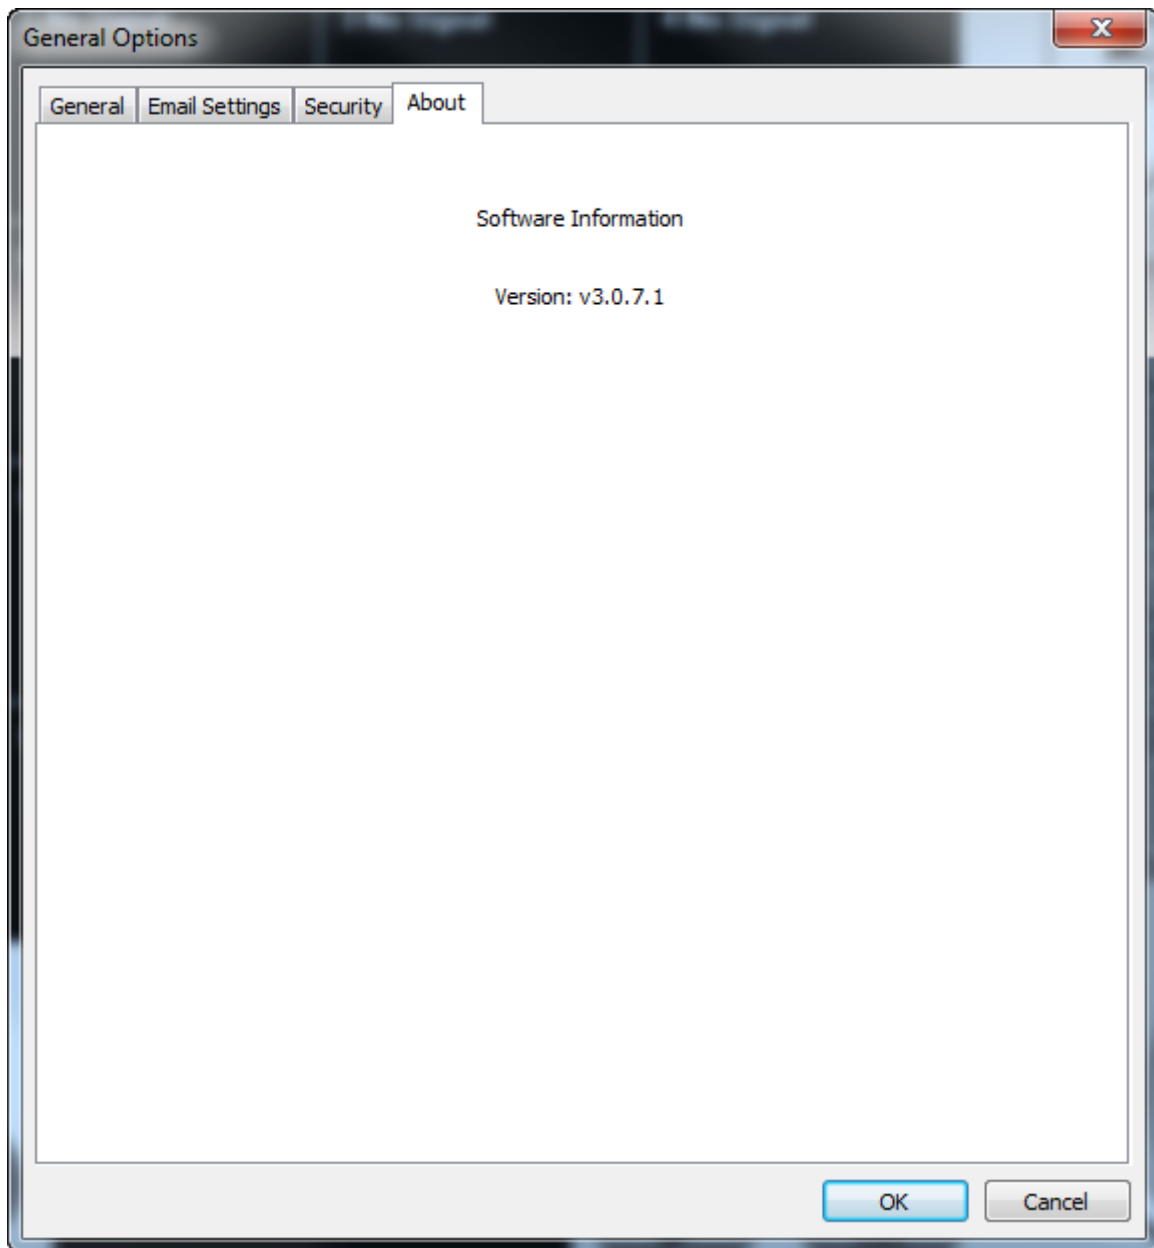 General Options
General
Email Settings
Security
About
Software Information
Version: v3.0.7.1
OK
Cancel